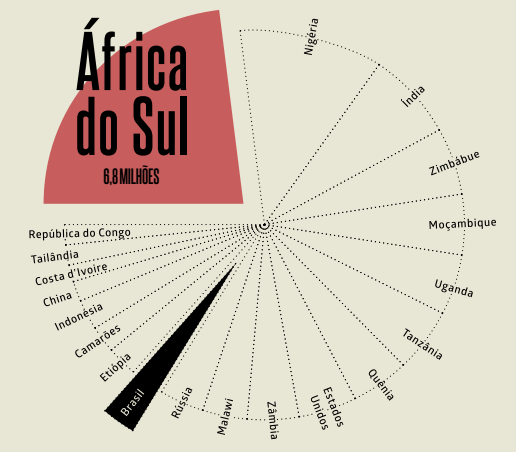 África
do Sul
6,8 MILHÕES
Nigéria
Índia
Zimbábue
Moçambique
Uganda
Tanzânia
Quênia
Estados
Unidos
Zâmbia
Malawi
Rússia
Brasil
Etiópia
Camarões
Indonésia
China
Costa d'Ivoire
Tailândia
República do Congo